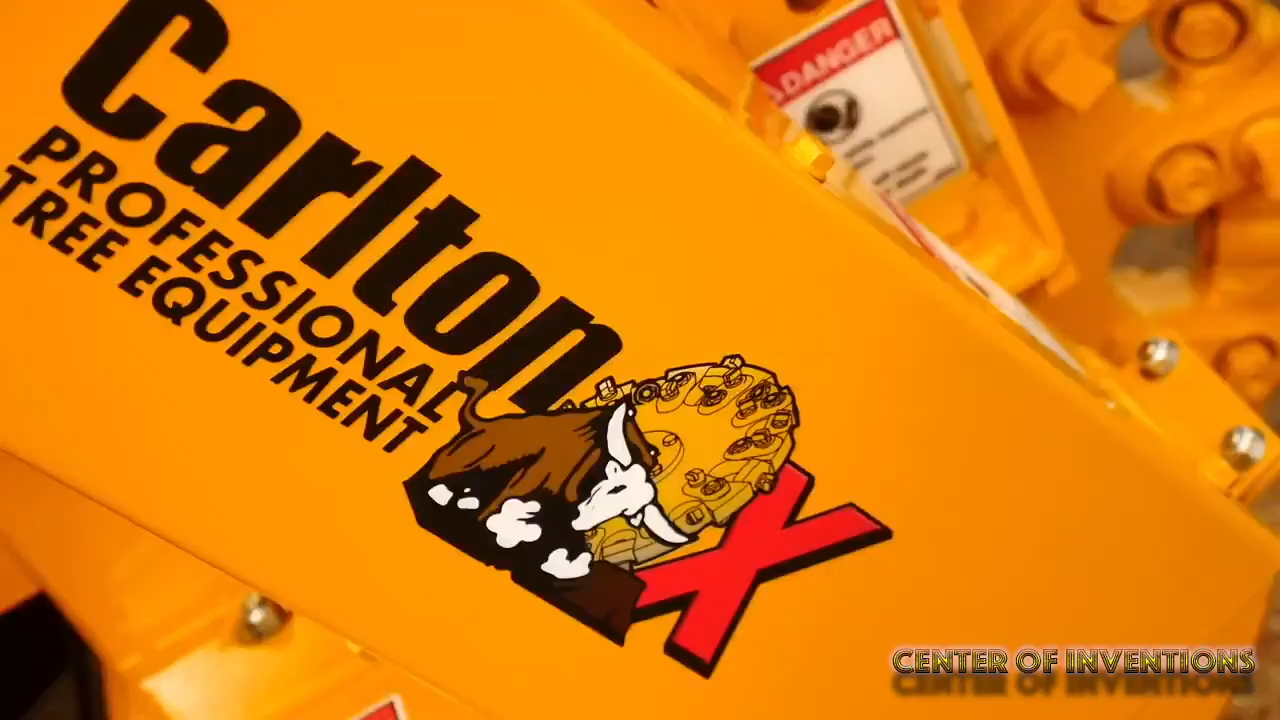 Carlton
PROFESSIONAL
TREE EQUIPMENT
X
DANGER
CENTER OF INVENTIONS